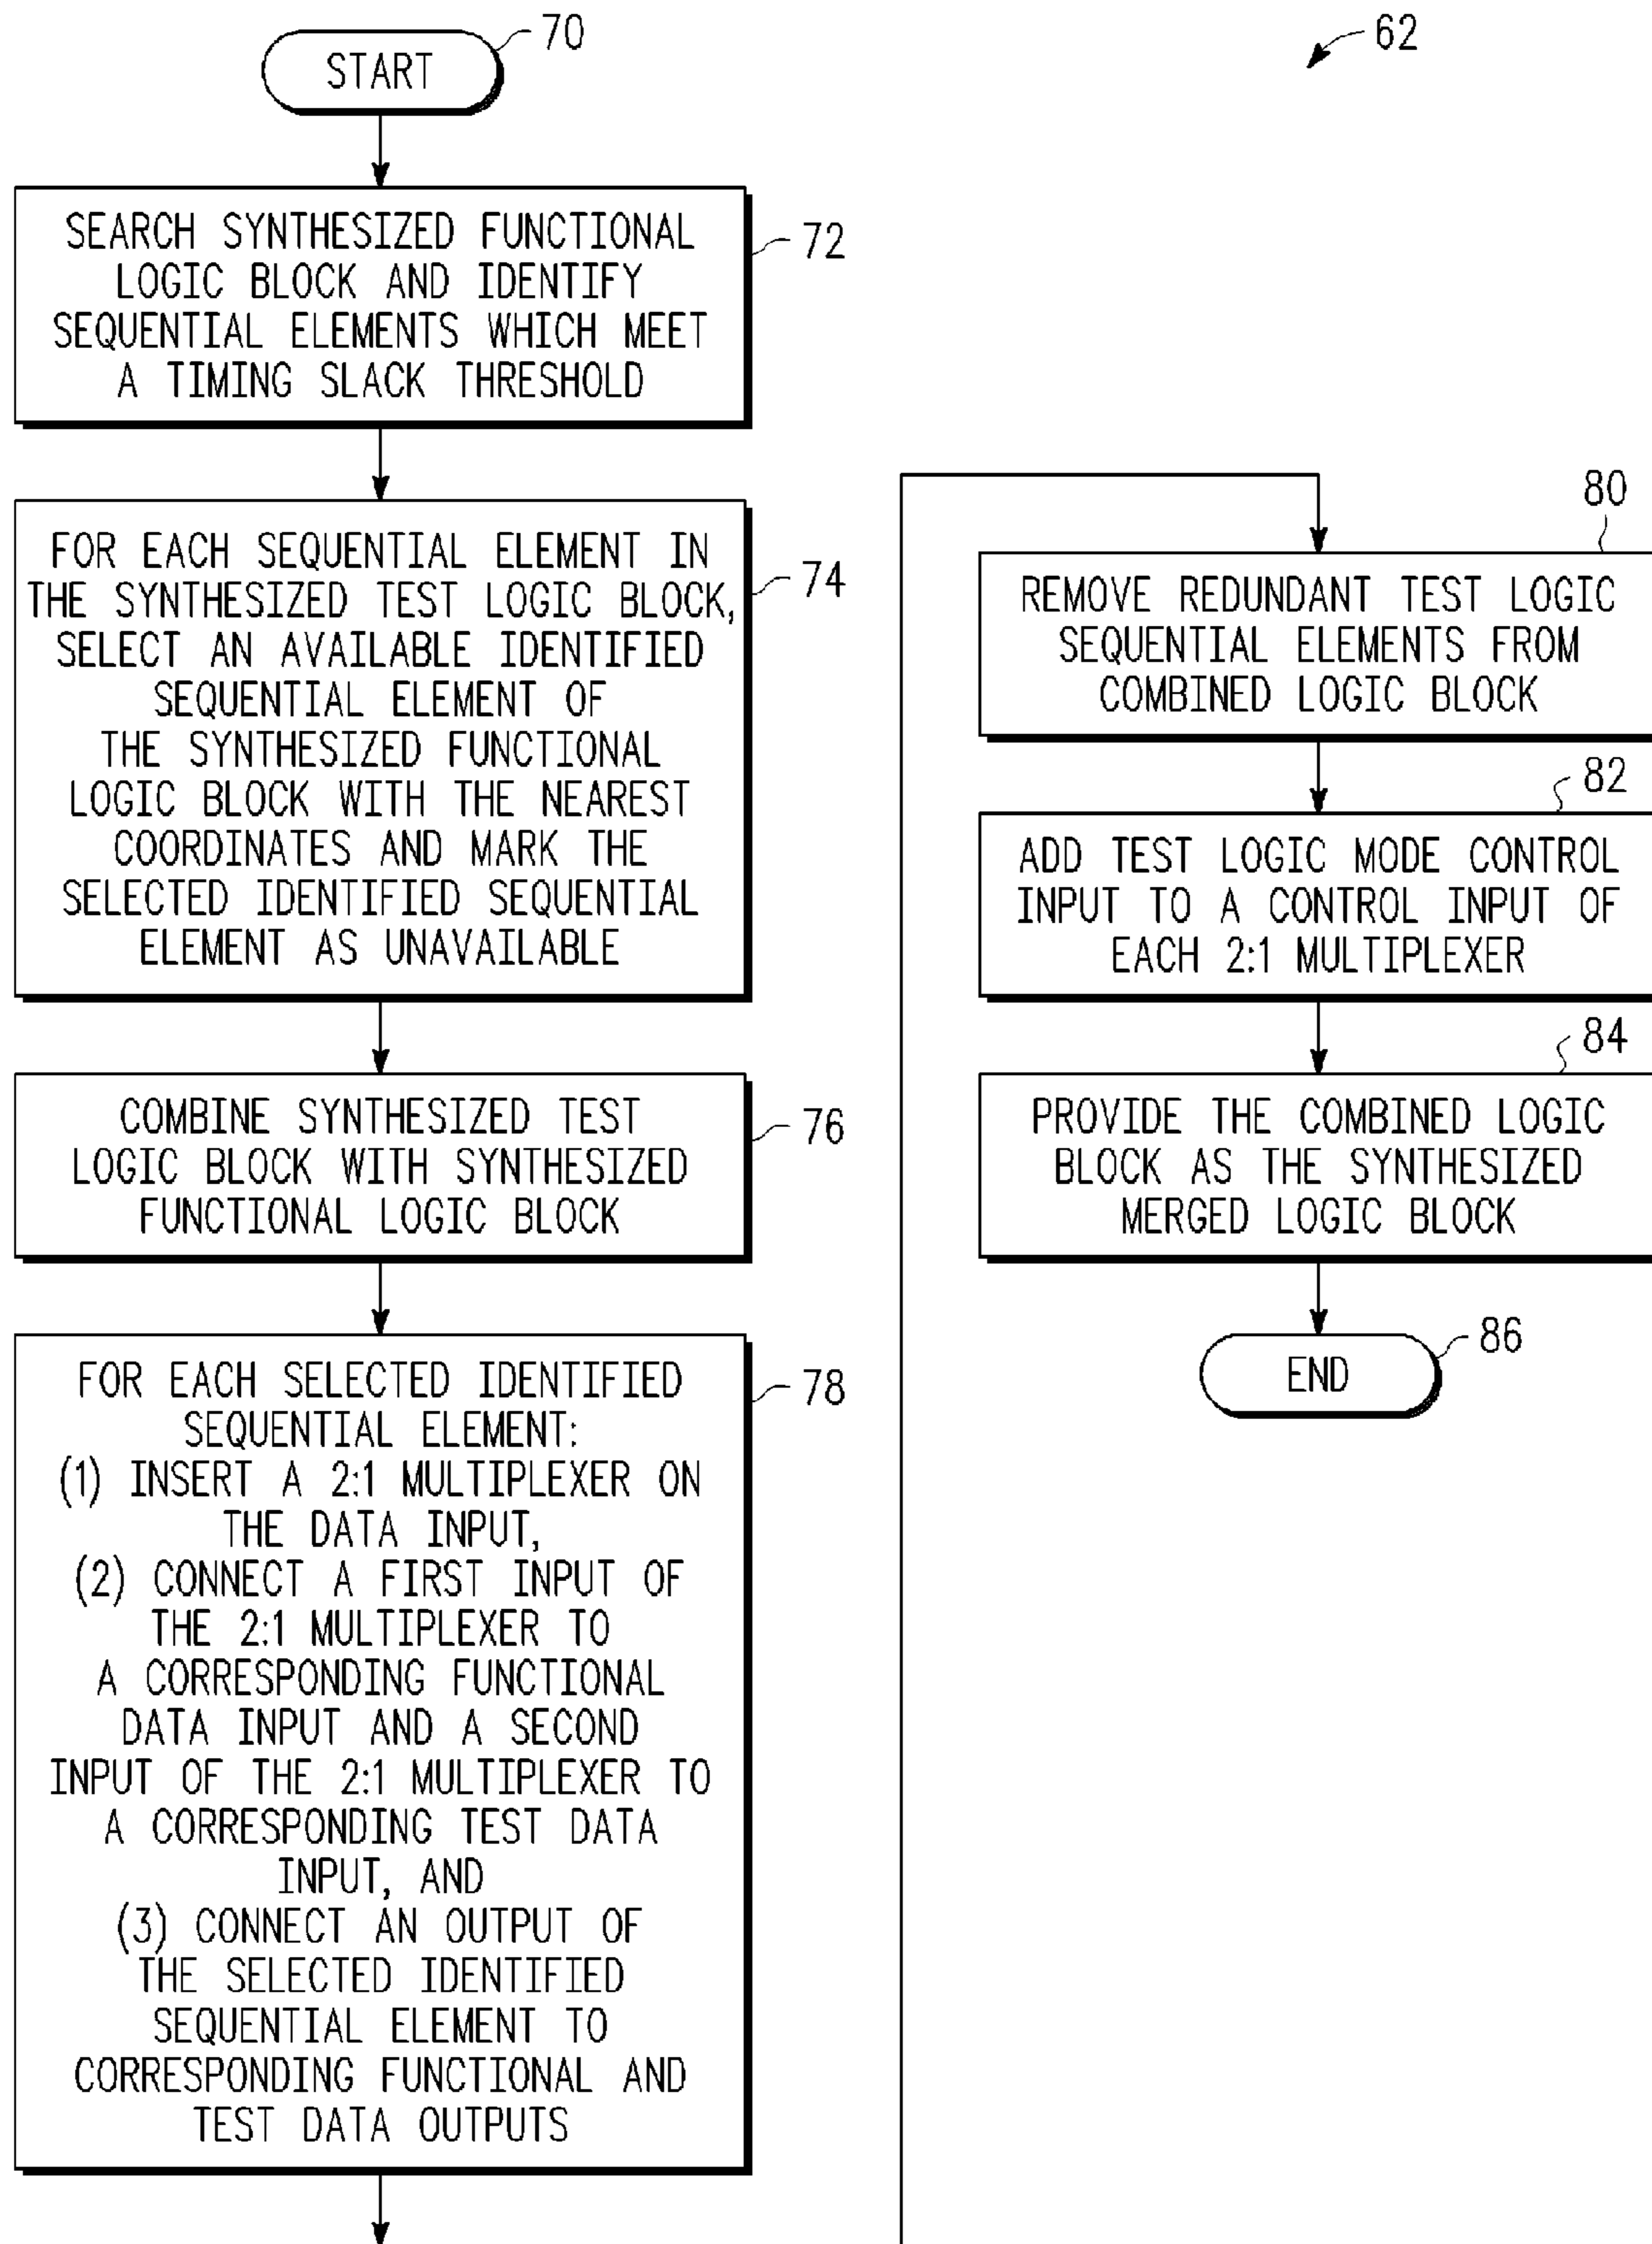 START
70
62
SEARCH SYNTHESIZED FUNCTIONAL
LOGIC BLOCK AND IDENTIFY
SEQUENTIAL ELEMENTS WHICH MEET
A TIMING SLACK THRESHOLD
72
FOR EACH SEQUENTIAL ELEMENT IN
THE SYNTHESIZED TEST LOGIC BLOCK,
SELECT AN AVAILABLE IDENTIFIED
SEQUENTIAL ELEMENT OF
THE SYNTHESIZED FUNCTIONAL
LOGIC BLOCK WITH THE NEAREST
COORDINATES AND MARK THE
SELECTED IDENTIFIED SEQUENTIAL
ELEMENT AS UNAVAILABLE
74
COMBINE SYNTHESIZED TEST
LOGIC BLOCK WITH SYNTHESIZED
FUNCTIONAL LOGIC BLOCK
76
FOR EACH SELECTED IDENTIFIED
SEQUENTIAL ELEMENT:
(1) INSERT A 2:1 MULTIPLEXER ON
THE DATA INPUT,
(2) CONNECT A FIRST INPUT OF
THE 2:1 MULTIPLEXER TO
A CORRESPONDING FUNCTIONAL
DATA INPUT AND A SECOND
INPUT OF THE 2:1 MULTIPLEXER TO
A CORRESPONDING TEST DATA
INPUT, AND
(3) CONNECT AN OUTPUT OF
THE SELECTED IDENTIFIED
SEQUENTIAL ELEMENT TO
CORRESPONDING FUNCTIONAL AND
TEST DATA OUTPUTS
78
80
REMOVE REDUNDANT TEST LOGIC
SEQUENTIAL ELEMENTS FROM
COMBINED LOGIC BLOCK
82
ADD TEST LOGIC MODE CONTROL
INPUT TO A CONTROL INPUT OF
EACH 2:1 MULTIPLEXER
84
PROVIDE THE COMBINED LOGIC
BLOCK AS THE SYNTHESIZED
MERGED LOGIC BLOCK
END
86